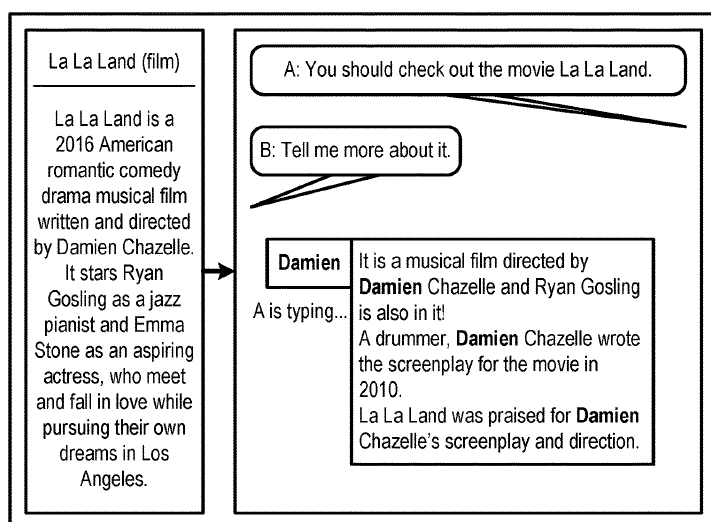 La La Land (film)
La La Land is a
2016 American
romantic comedy
drama musical film
written and directed
by Damien Chazelle.
It stars Ryan
Gosling as a jazz
pianist and Emma
Stone as an aspiring
actress, who meet
and fall in love while
pursuing their own
dreams in Los
Angeles.
A: You should check out the movie La La Land.
B: Tell me more about it.
Damien
A is typing...
It is a musical film directed by
Damien Chazelle and Ryan Gosling
is also in it!
A drummer, Damien Chazelle wrote
the screenplay for the movie in
2010.
La La Land was praised for Damien
Chazelle's screenplay and direction.